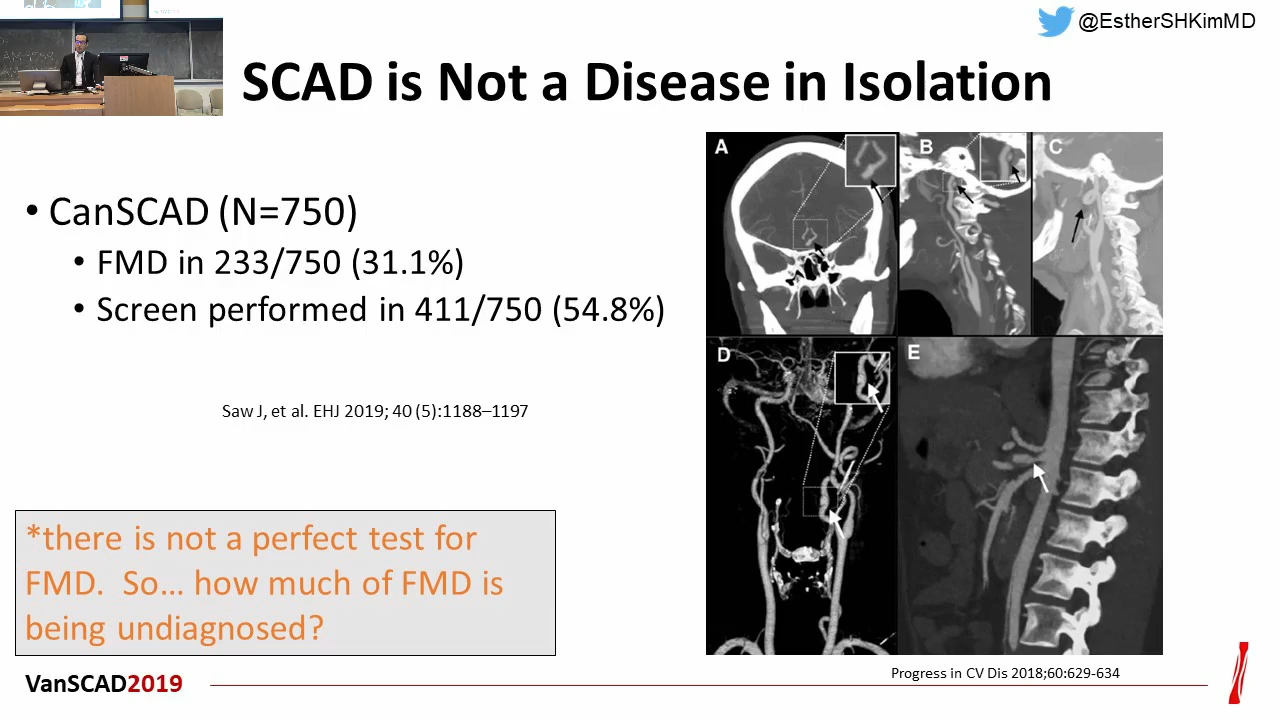 @EstherSHKimMD
SCAD is Not a Disease in Isolation
• CanSCAD (N=750)
• FMD in 233/750 (31.1%)
• Screen performed in 411/750 (54.8%)
Saw J, et al. EHJ 2019; 40 (5):1188–1197
*there is not a perfect test for
FMD. So... how much of FMD is
being undiagnosed?
A
B
C
D
E
Progress in CV Dis 2018;60:629-634
VanSCAD2019